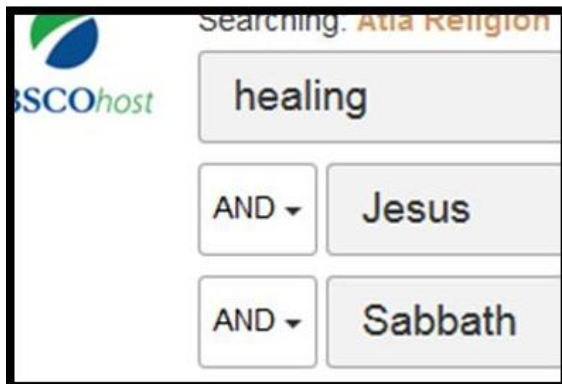 Searching: Atla Religion
BSCOhost
healing
AND Jesus
AND Sabbath